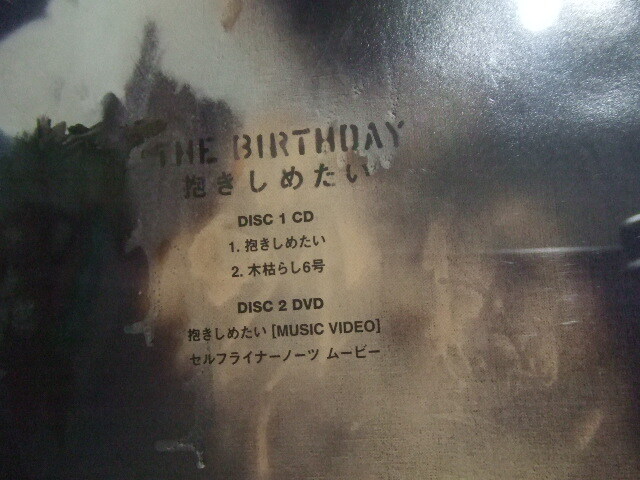 THE BIRTHDAY
抱きしめたい
DISC 1 CD
1. 抱きしめたい
2. 木枯らし6号
DISC 2 DVD
抱きしめたい [MUSIC VIDEO]
セルフライナーノーツ ムービー